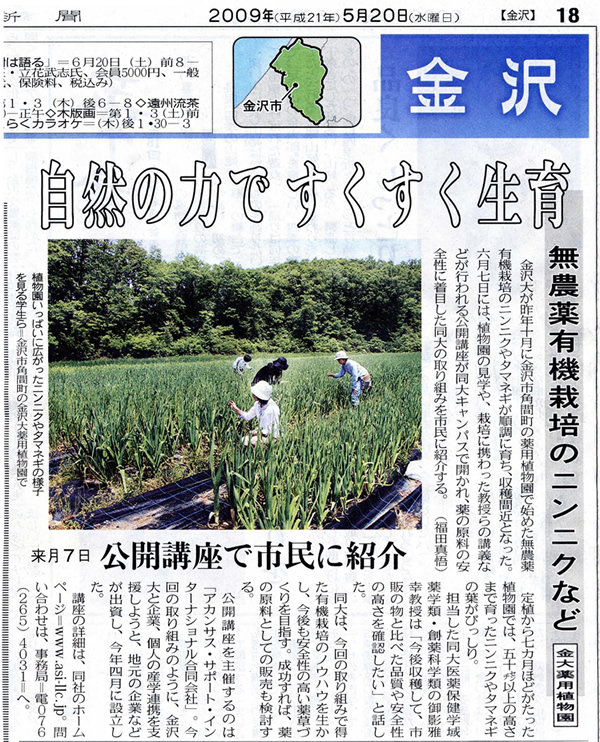 新聞
2009年(平成21年)5月20日(水曜日)
【金沢】 18
は語る」=6月20日(土)前8―
・立花武志氏、会員5000円、一般
、保険料、税込み)
1・3(木)後6―8◇遠州流茶
―正午◇木版画=第1・3(土)前
らくカラオケ=(木)後1・30―3
金沢市
金沢
自然の力で すくすく生育
無農薬有機栽培のニンニクなど
金大薬用植物園
金沢大が昨年十月に金沢市角間町の薬用植物園で始めた無農薬
有機栽培のニンニクやタマネギが順調に育ち、収穫間近となった。
六月七日には、植物園の見学や、栽培に携わった教授らの講義な
どが行われる公開講座が同大キャンパスで開かれ、薬の原料の安
全性に着目した同大の取り組みを市民に紹介する。 (福田真悟)
植物園いっぱいに広がったニンニクやタマネギの様子
を見る学生ら=金沢市角間町の金沢大薬用植物園で
来月7日 公開講座で市民に紹介
定植から七カ月ほどがたった
植物園では、五十㌢以上の高さ
まで育ったニンニクやタマネギ
の葉がびっしり。
担当した同大医薬保健学域
薬学類・創薬科学類の御影雅
幸教授は「今後収穫して、市
販の物と比べた品質や安全性
の高さを確認したい」と話し
た。
同大は、今回の取り組みで得
た有機栽培のノウハウを生か
し、今後も安全性の高い薬草づ
くりを目指す。成功すれば、薬
の原料としての販売も検討す
る。
公開講座を主催するのは
「アカンサス・サポート・イン
ターナショナル合同会社」。今
回の取り組みのように、金沢
大と企業、個人の産学連携を支
援しようと、地元の企業など
が出資し、今年四月に設立し
た。
講座の詳細は、同社のホーム
ページ=www.asi-llc.jp。問
い合わせは、事務局=電076
(265)4031=へ。